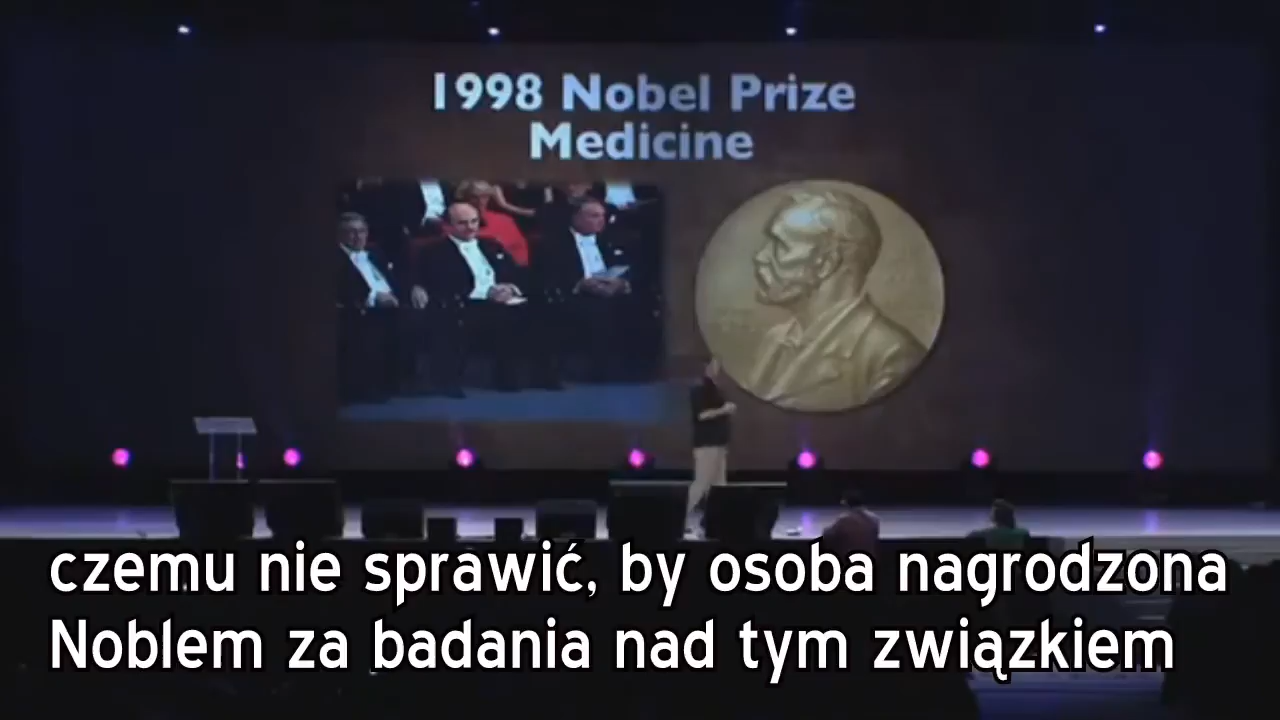 1998 Nobel Prize
Medicine
czemu nie sprawić, by osoba nagrodzona
Noblem za badania nad tym związkiem